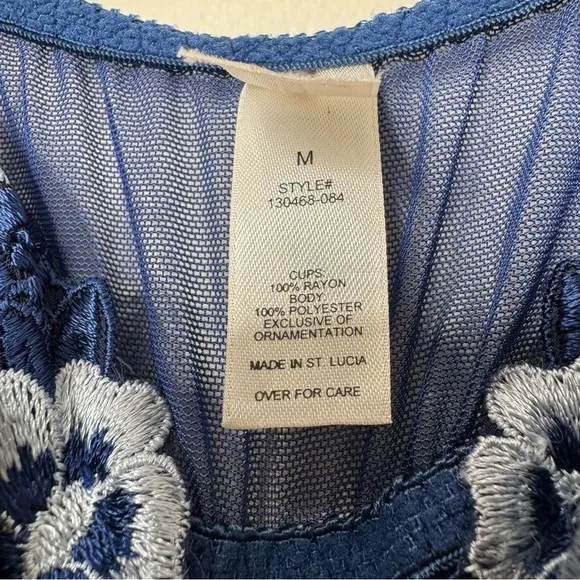 M
STYLE#
130468-084
CUPS:
100% RAYON
BODY:
100% POLYESTER
EXCLUSIVE OF
ORNAMENTATION
MADE IN ST. LUCIA
OVER FOR CARE